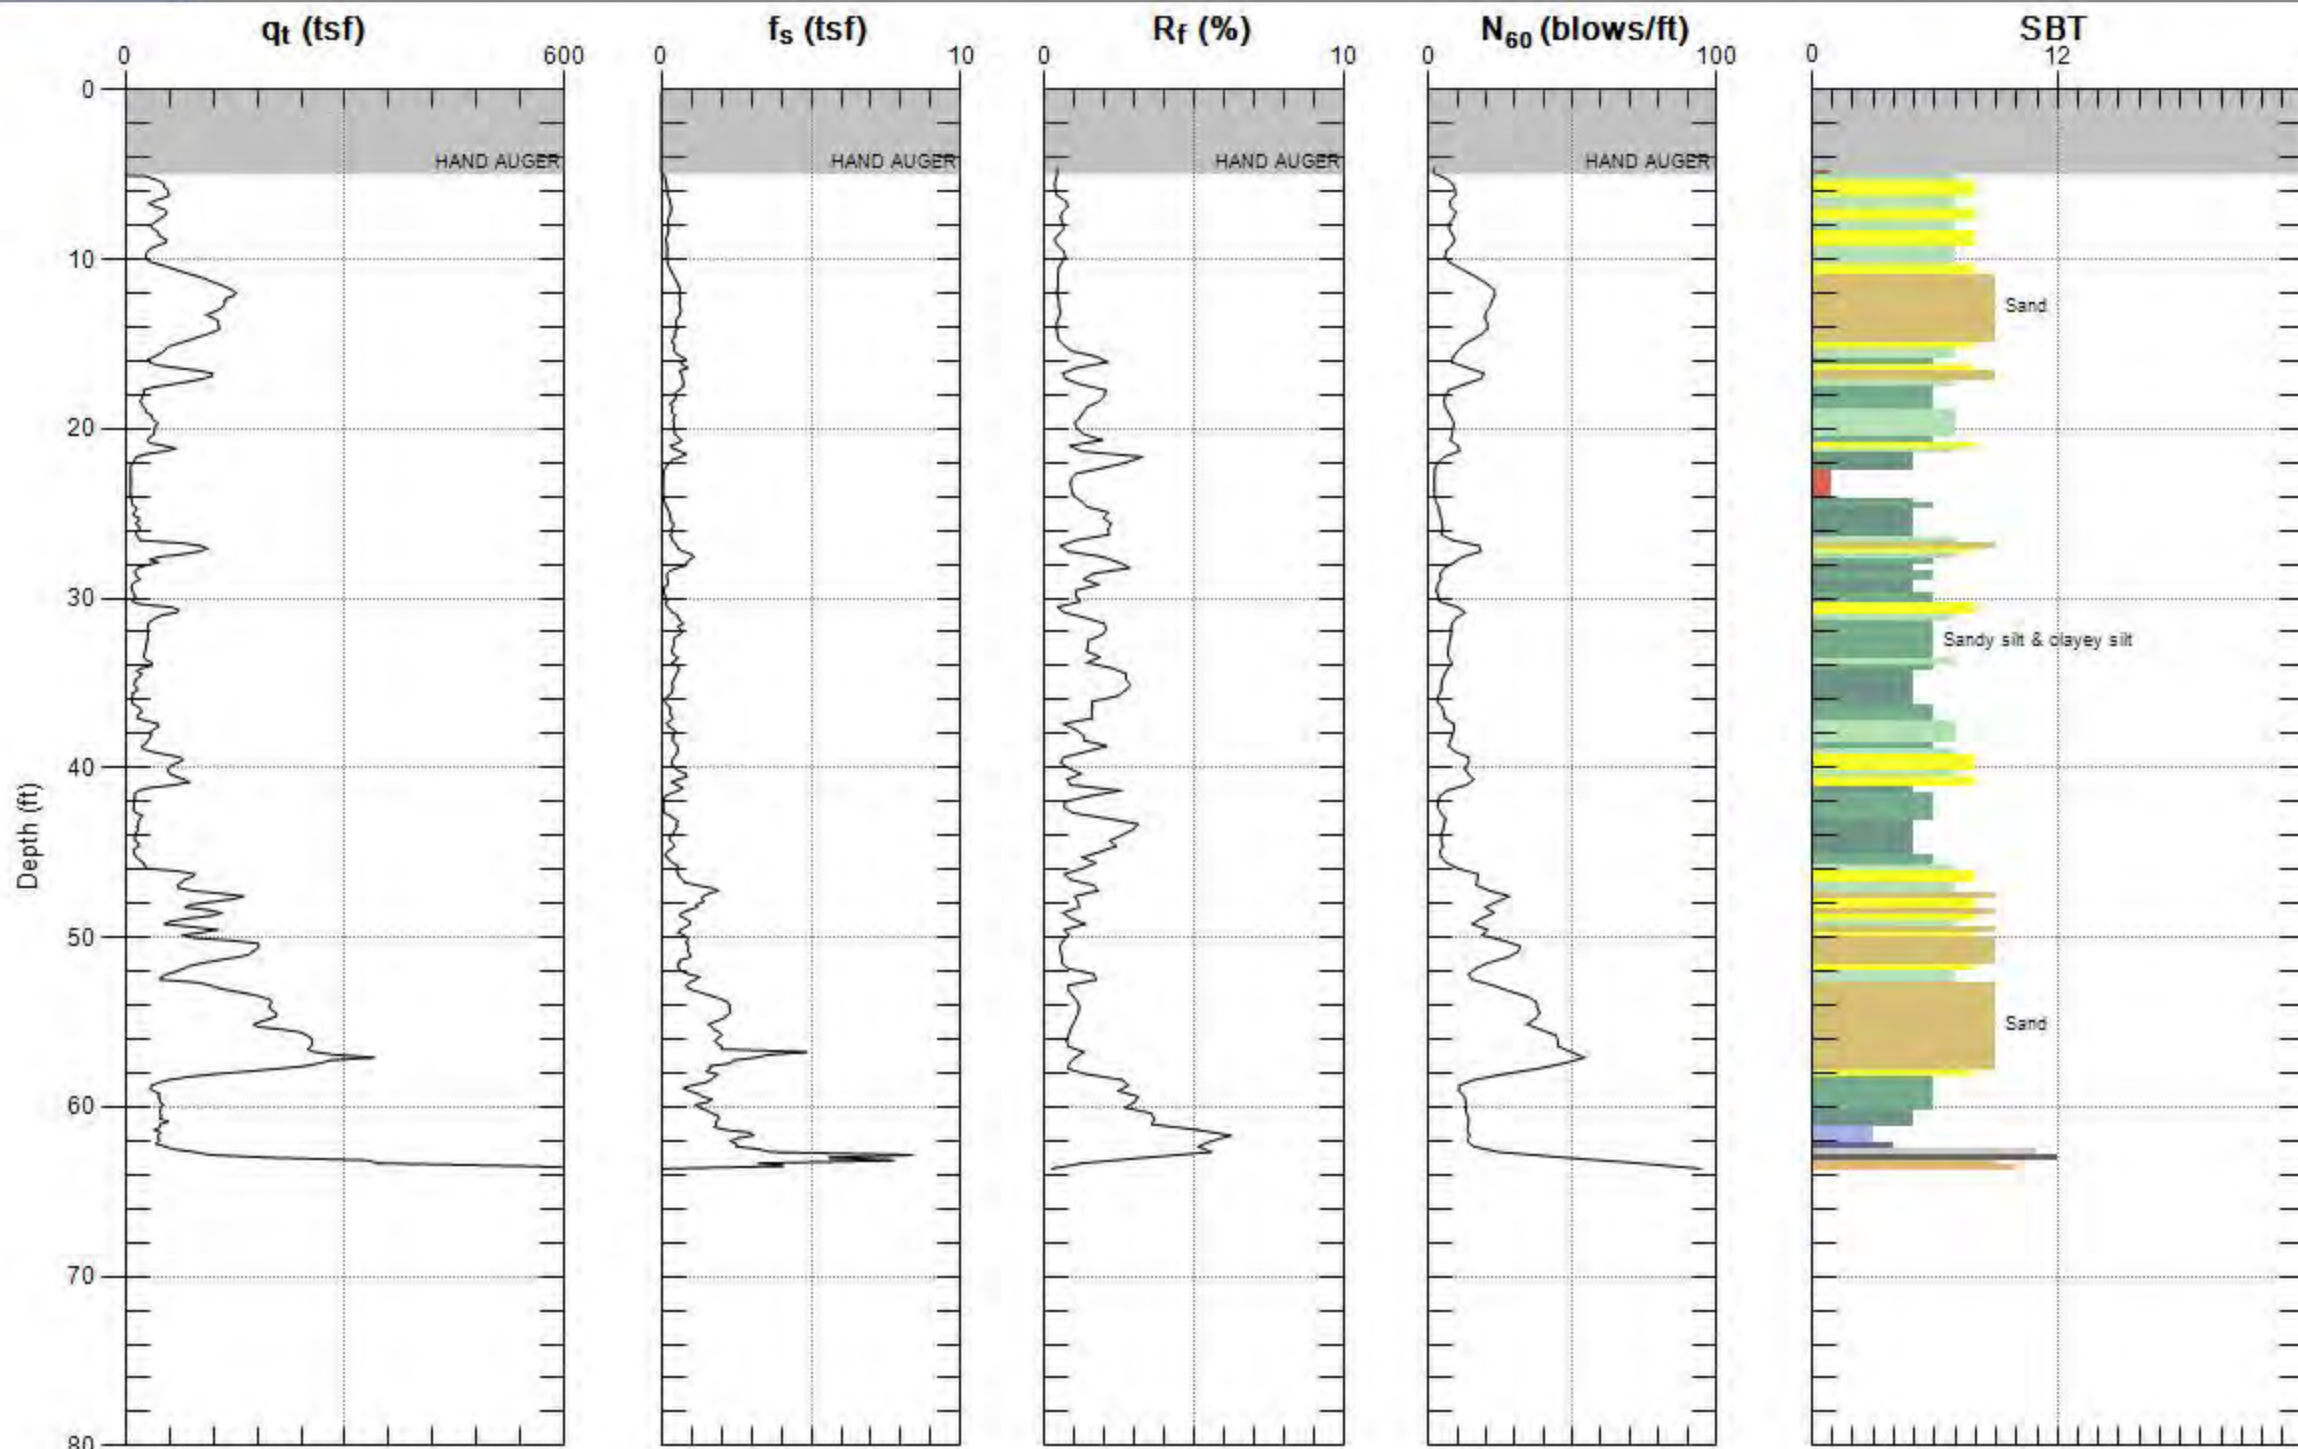 qt (tsf) fs (tsf) Rf (%) N60 (blows/ft) SBT
0 600 0 10 0 10 0 100 0 12
0
HAND AUGER HAND AUGER HAND AUGER HAND AUGER
10
Sand
20
30
Sandy silt & clayey silt
40
Depth (ft)
50
Sand
60
70
80